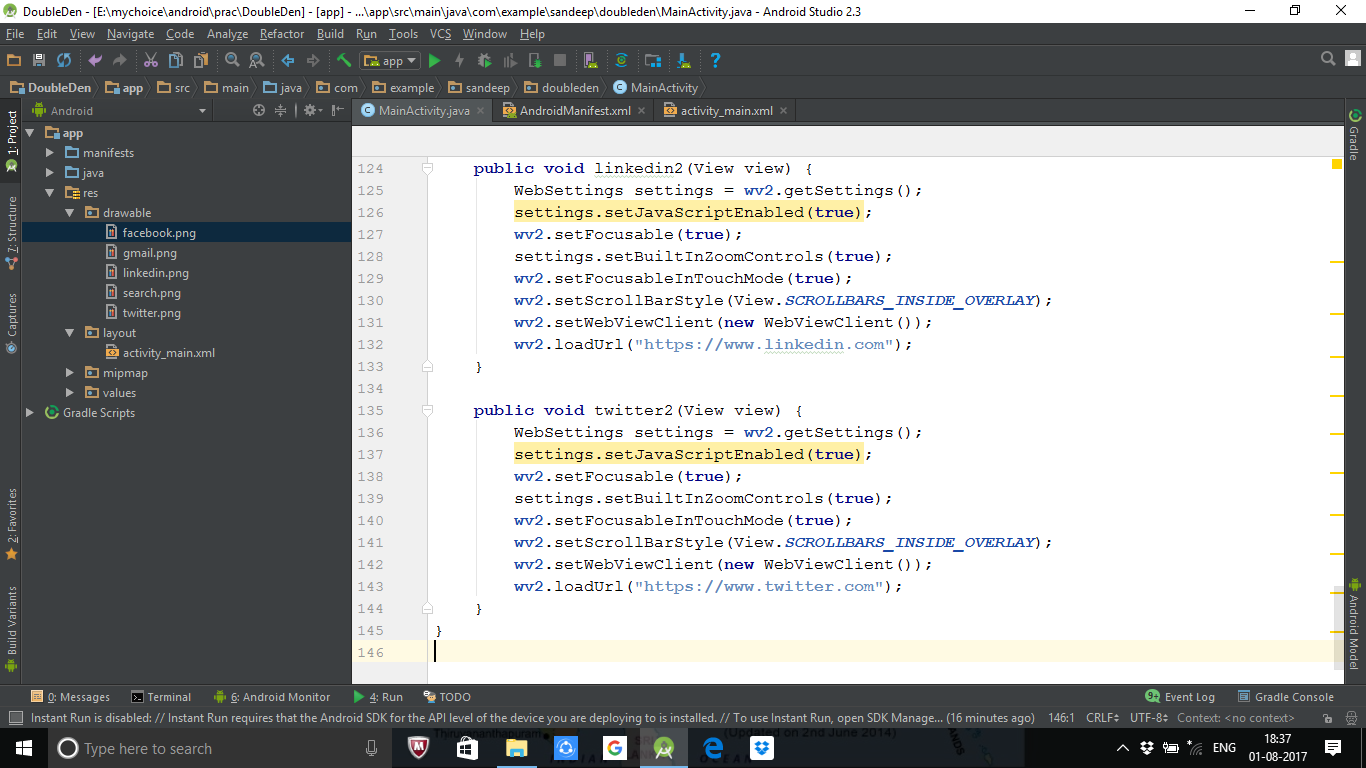 DoubleDen - [E:\mychoice\android\prac\DoubleDen] - [app] - ...\app\src\main\java\com\example\sandeep\doubleden\MainActivity.java - Android Studio 2.3
File Edit View Navigate Code Analyze Refactor Build Run Tools VCS Window Help
app
DoubleDen app src main java com example sandeep doubleden MainActivity
Android
MainActivity.java AndroidManifest.xml activity_main.xml
1: Project
7: Structure
Captures
2: Favorites
Build Variants
app
manifests
java
res
drawable
facebook.png
gmail.png
linkedin.png
search.png
twitter.png
layout
activity_main.xml
mipmap
values
Gradle Scripts
124 public void linkedin2(View view) {
125 WebSettings settings = wv2.getSettings();
126 settings.setJavaScriptEnabled(true);
127 wv2.setFocusable(true);
128 settings.setBuiltInZoomControls(true);
129 wv2.setFocusableInTouchMode(true);
130 wv2.setScrollBarStyle(View.SCROLLBARS_INSIDE_OVERLAY);
131 wv2.setWebViewClient(new WebViewClient());
132 wv2.loadUrl("https://www.linkedin.com");
133 }
134
135 public void twitter2(View view) {
136 WebSettings settings = wv2.getSettings();
137 settings.setJavaScriptEnabled(true);
138 wv2.setFocusable(true);
139 settings.setBuiltInZoomControls(true);
140 wv2.setFocusableInTouchMode(true);
141 wv2.setScrollBarStyle(View.SCROLLBARS_INSIDE_OVERLAY);
142 wv2.setWebViewClient(new WebViewClient());
143 wv2.loadUrl("https://www.twitter.com");
144 }
145 }
146
Gradle
Android Model
0: Messages Terminal 6: Android Monitor 4: Run TODO 9+ Event Log Gradle Console
Instant Run is disabled: // Instant Run requires that the Android SDK for the API level of the device you are deploying to is installed. // To use Instant Run, open SDK Manage... (16 minutes ago) 146:1 CRLF UTF-8 Context: <no context>
Type here to search
Thiruvananthapuram
(Updated on 2nd June 2014)
ENG
18:37
01-08-2017